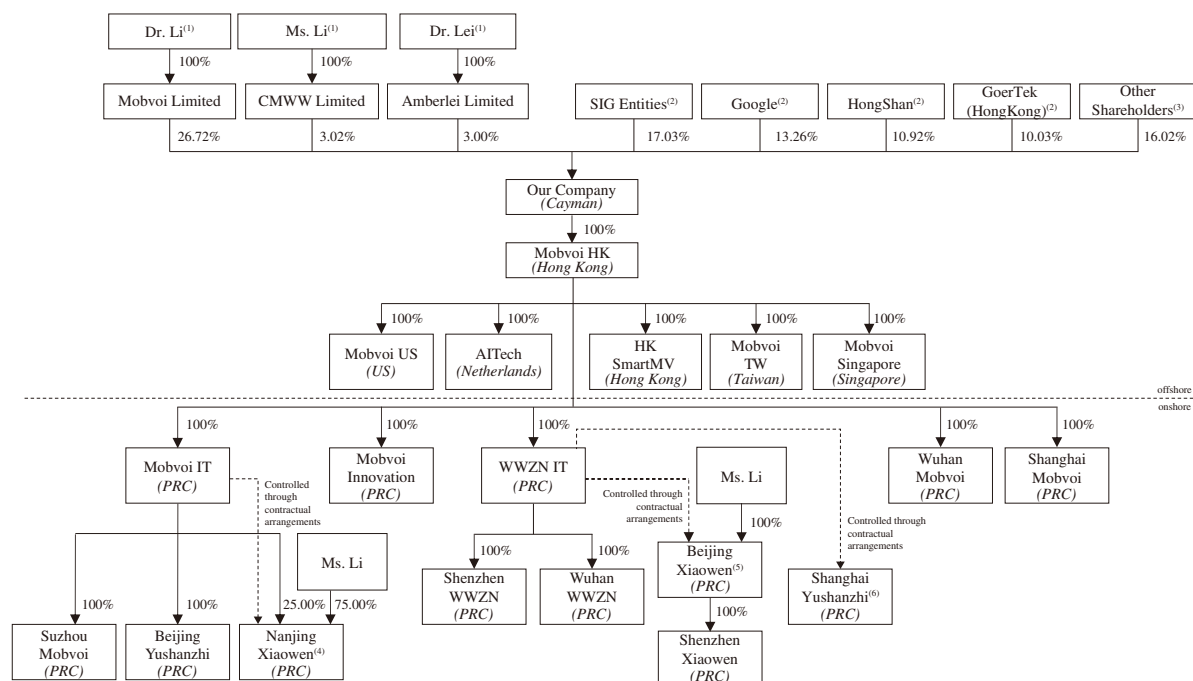 Dr. Li(1)
Ms. Li(1)
Dr. Lei(1)
100%
100%
100%
Mobvoi Limited
CMWW Limited
Amberlei Limited
SIG Entities(2)
Google(2)
HongShan(2)
GoerTek
(HongKong)(2)
Other
Shareholders(3)
26.72%
3.02%
3.00%
17.03%
13.26%
10.92%
10.03%
16.02%
Our Company
(Cayman)
100%
Mobvoi HK
(Hong Kong)
100%
100%
100%
100%
100%
Mobvoi US
(US)
AITech
(Netherlands)
HK
SmartMV
(Hong Kong)
Mobvoi
TW
(Taiwan)
Mobvoi
Singapore
(Singapore)
offshore
onshore
100%
100%
100%
100%
100%
Mobvoi IT
(PRC)
Mobvoi
Innovation
(PRC)
WWZN IT
(PRC)
Ms. Li
Wuhan
Mobvoi
(PRC)
Shanghai
Mobvoi
(PRC)
Controlled
through
contractual
arrangements
Controlled through
contractual
arrangements
100%
Controlled through
contractual
arrangements
Ms. Li
100%
100%
Shenzhen
WWZN
(PRC)
Wuhan
WWZN
(PRC)
Beijing
Xiaowen(5)
(PRC)
Shanghai
Yushanzhi(6)
(PRC)
100%
100%
25.00%
75.00%
100%
Suzhou
Mobvoi
(PRC)
Beijing
Yushanzhi
(PRC)
Nanjing
Xiaowen(4)
(PRC)
Shenzhen
Xiaowen
(PRC)